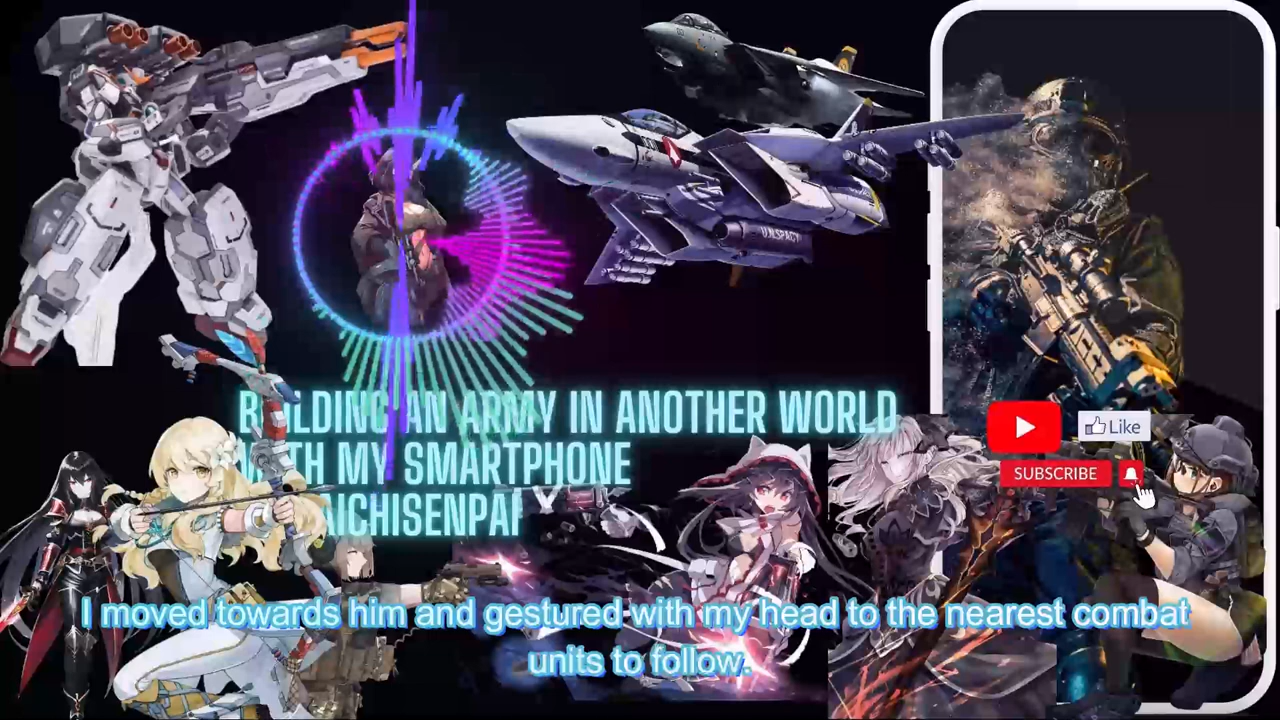 U.N.SPACY
BUILDING AN ARMY IN ANOTHER WORLD
WITH MY SMARTPHONE
AICHISENPAI
Like
SUBSCRIBE
I moved towards him and gestured with my head to the nearest combat
units to follow.